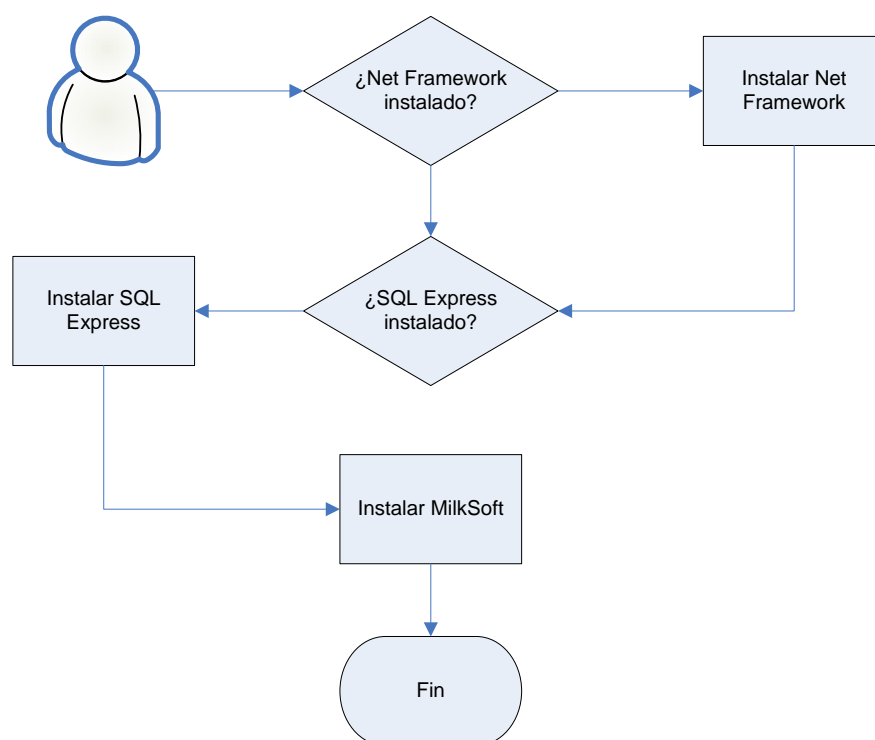 ¿Net Framework
instalado?
Instalar Net
Framework
Instalar SQL
Express
¿SQL Express
instalado?
Instalar MilkSoft
Fin